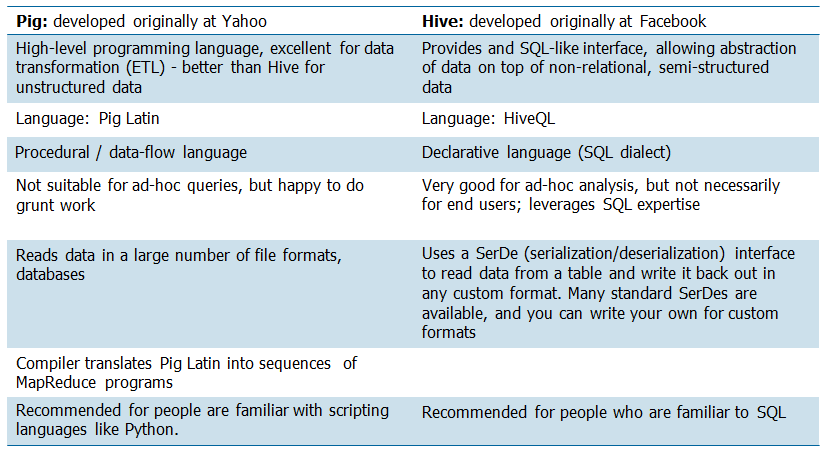 Pig: developed originally at Yahoo
Hive: developed originally at Facebook
High-level programming language, excellent for data
transformation (ETL) - better than Hive for
unstructured data
Provides and SQL-like interface, allowing abstraction
of data on top of non-relational, semi-structured
data
Language: Pig Latin
Language: HiveQL
Procedural / data-flow language
Declarative language (SQL dialect)
Not suitable for ad-hoc queries, but happy to do
grunt work
Very good for ad-hoc analysis, but not necessarily
for end users; leverages SQL expertise
Reads data in a large number of file formats,
databases
Uses a SerDe (serialization/deserialization) interface
to read data from a table and write it back out in
any custom format. Many standard SerDes are
available, and you can write your own for custom
formats
Compiler translates Pig Latin into sequences of
MapReduce programs
Recommended for people are familiar with scripting
languages like Python.
Recommended for people who are familiar to SQL